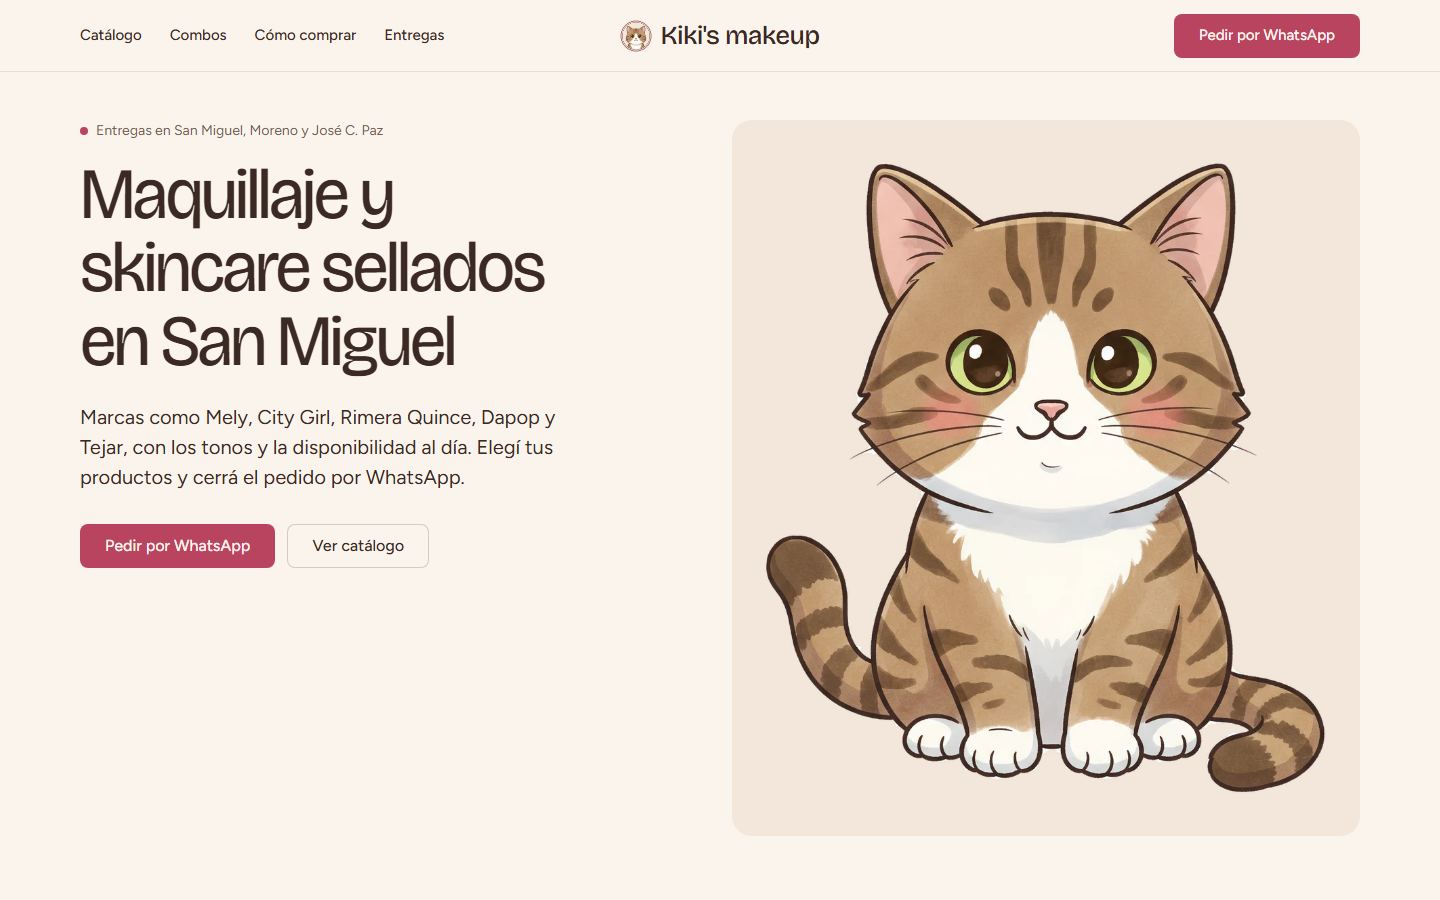 Catálogo
Combos
Cómo comprar
Entregas
Kiki's makeup
Pedir por WhatsApp
Entregas en San Miguel, Moreno y José C. Paz
Maquillaje y
skincare sellados
en San Miguel
Marcas como Mely, City Girl, Rimera Quince, Dapop y
Tejar, con los tonos y la disponibilidad al día. Elegí tus
productos y cerrá el pedido por WhatsApp.
Pedir por WhatsApp
Ver catálogo